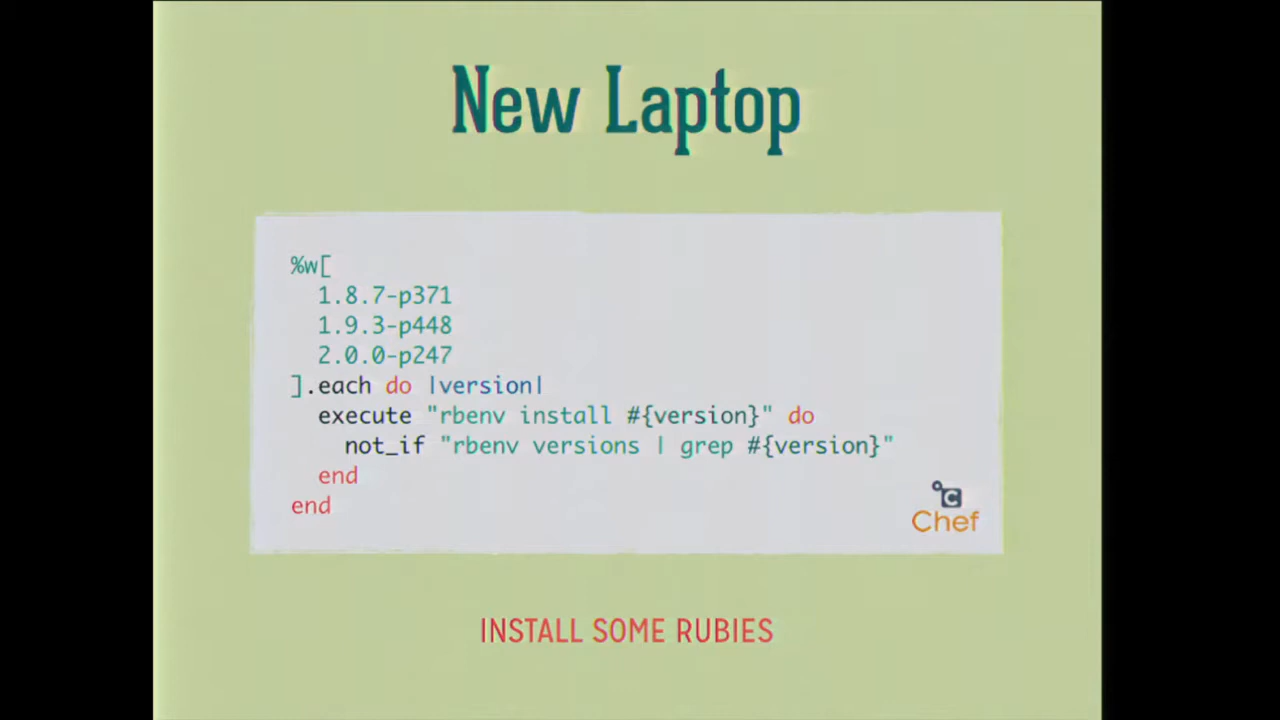 New Laptop
%w[
  1.8.7-p371
  1.9.3-p448
  2.0.0-p247
].each do |version|
  execute "rbenv install #{version}" do
    not_if "rbenv versions | grep #{version}"
  end
end
C
Chef
INSTALL SOME RUBIES